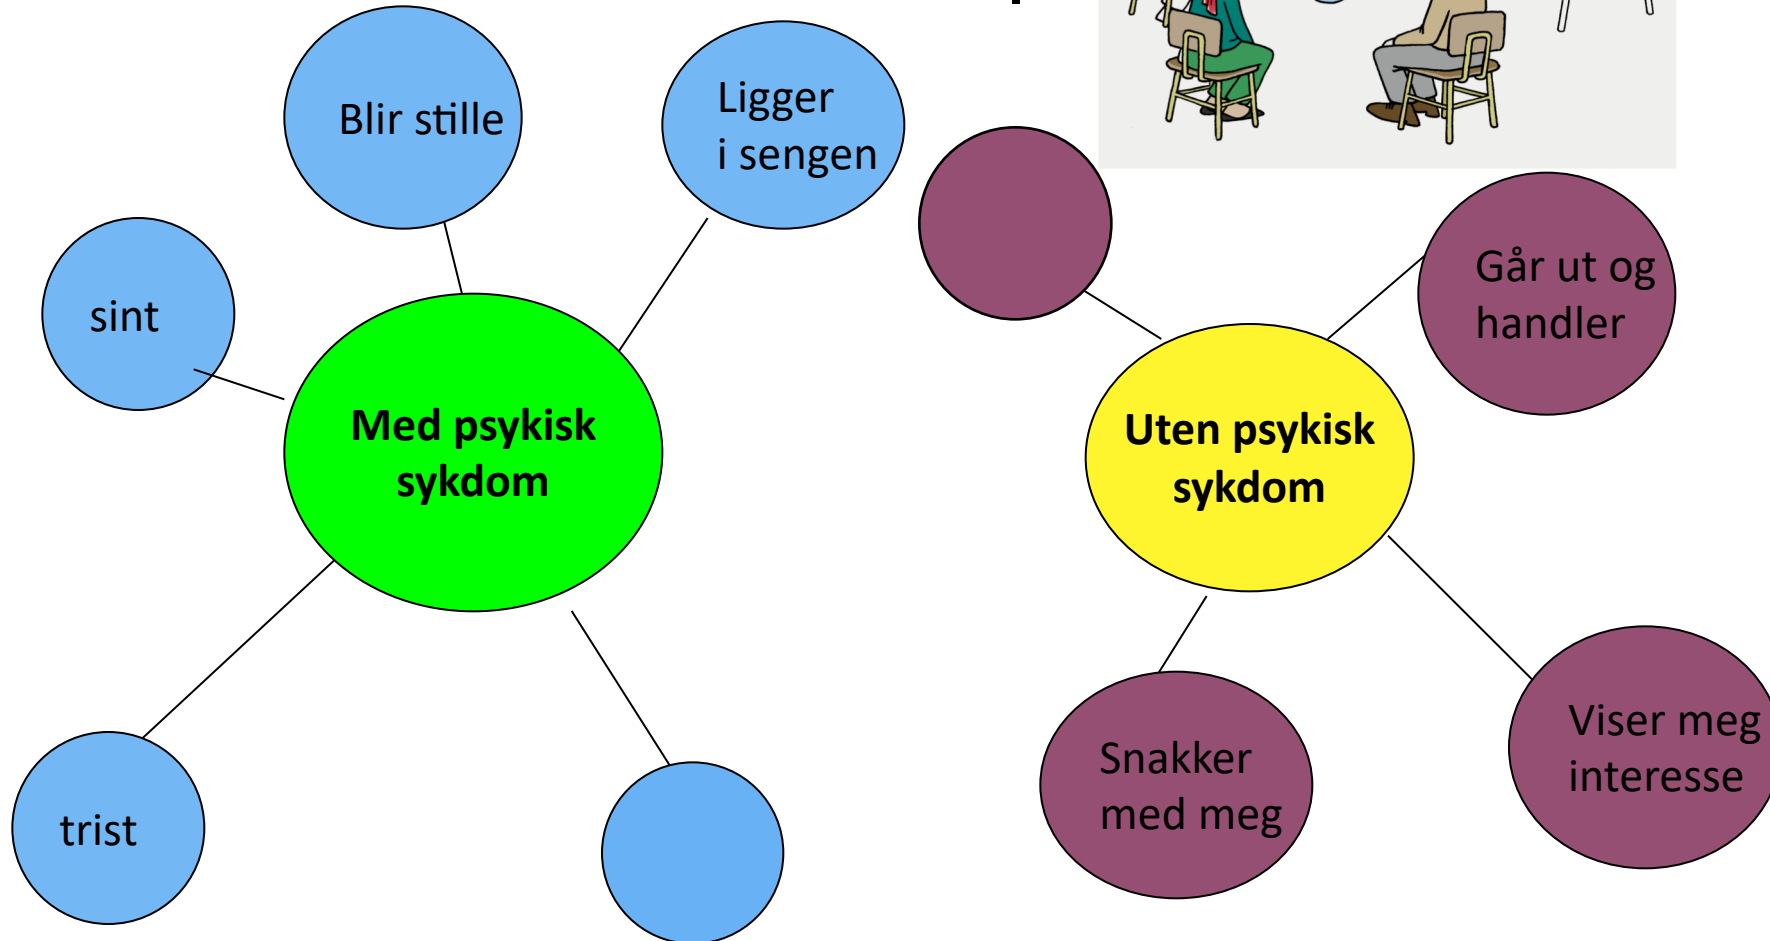 Blir stille
Ligger
i sengen
sint
Med psykisk
sykdom
trist
Går ut og
handler
Uten psykisk
sykdom
Snakker
med meg
Viser meg
interesse